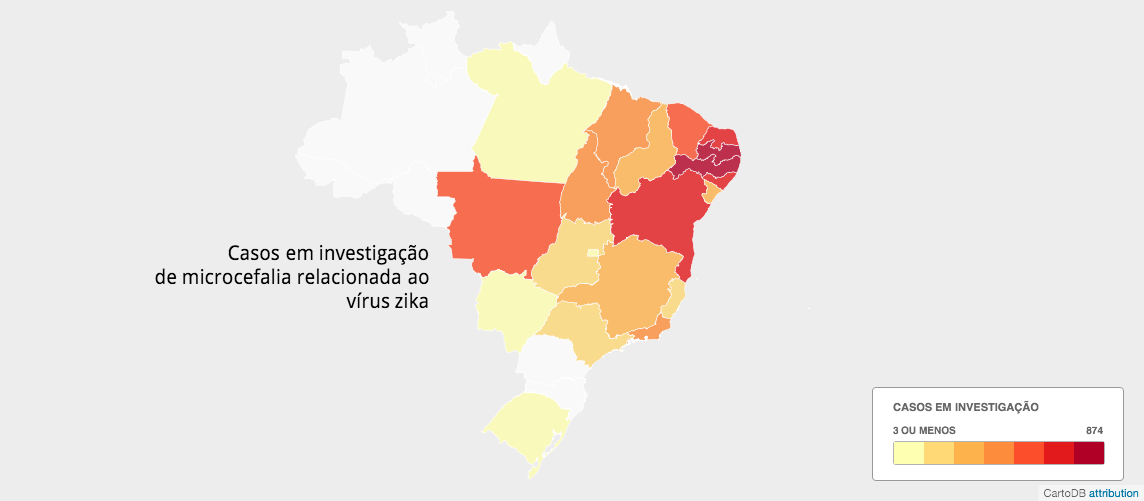 Casos em investigação
de microcefalia relacionada ao
vírus zika
CASOS EM INVESTIGAÇÃO
3 OU MENOS 874
CartoDB attribution